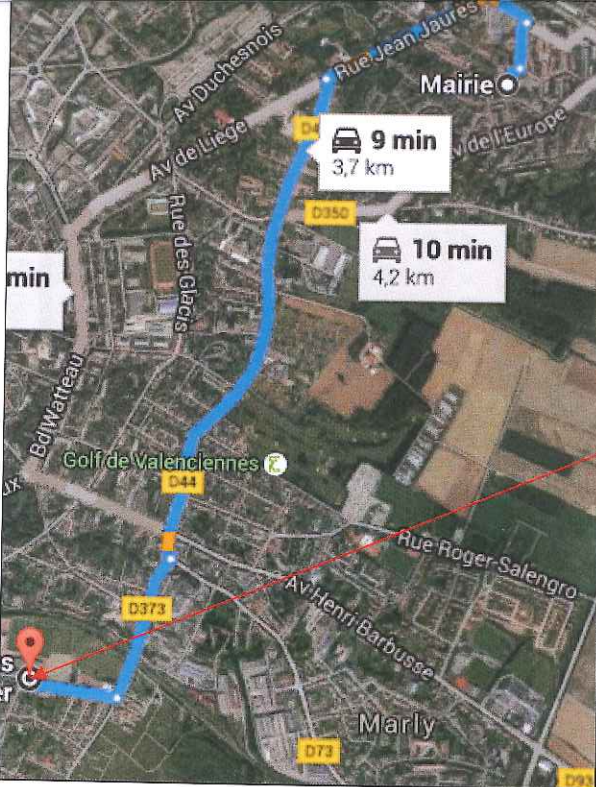 Rue Jean Jaurès
Av Duchesnois
Mairie
Av de Liège
9 min
3,7 km
v de l'Europe
D350
Rue des Glacis
10 min
4,2 km
min
Bd Watteau
Golf de Valenciennes
D44
ux
Rue Roger Salengro
Av Henri Barbusse
D373
s
er
Marly
D73
D93